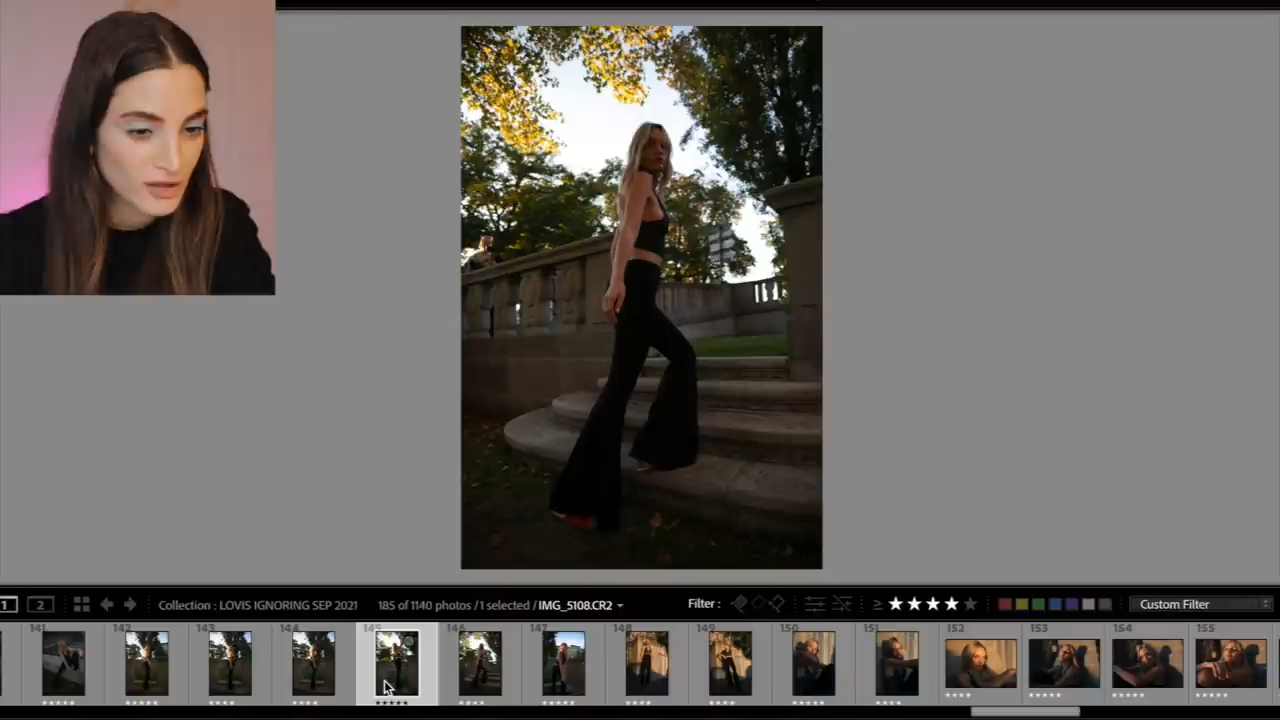 1 2 Collection : LOVIS IGNORING SEP 2021 185 of 1140 photos / 1 selected / IMG_5108.CR2 Filter : ≥ ★★★★★ Custom Filter
141 142 143 144 145 146 147 148 149 150 151 152 153 154 155